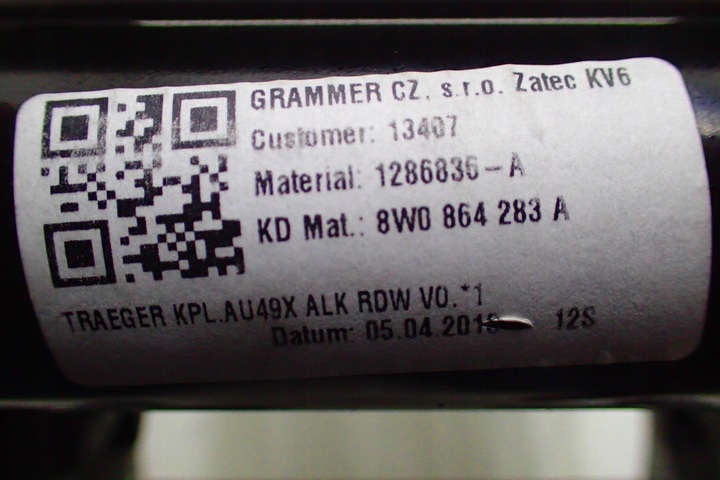 GRAMMER CZ, s.r.o. Zatec KV6
Customer: 13407
Material: 1286836-A
KD Mat.: 8W0 864 283 A
TRAEGER KPL.AU49X ALK RDW V0.*1
Datum: 12S